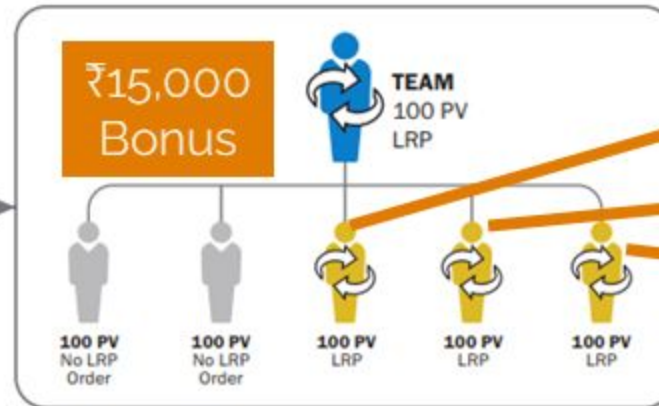 ₹15,000
Bonus
TEAM
100 PV
LRP
100 PV
No LRP
Order
100 PV
No LRP
Order
100 PV
LRP
100 PV
LRP
100 PV
LRP